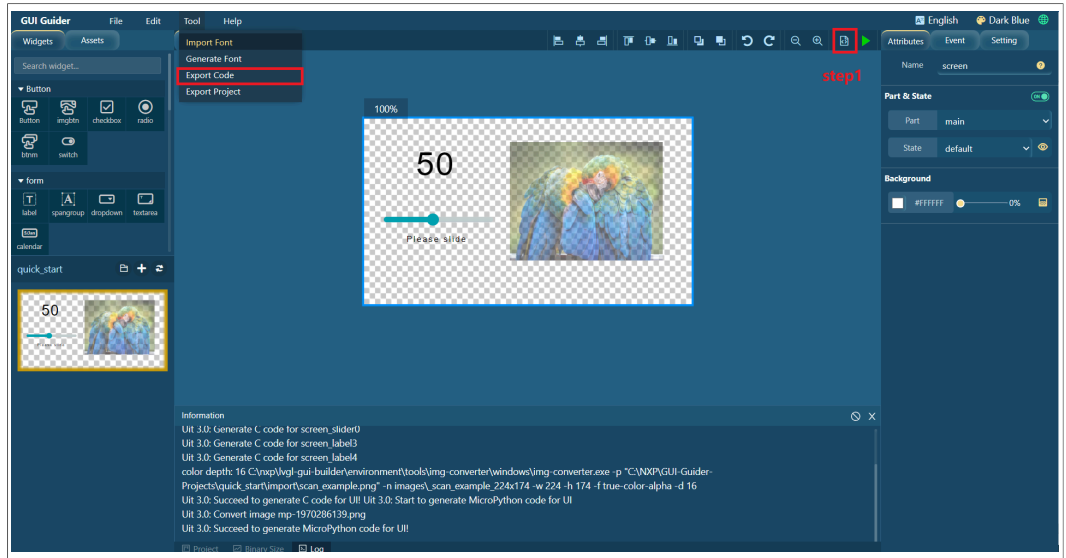 GUI Guider File Edit Tool Help English Dark Blue
Widgets Assets
Import Font
Generate Font
Export Code
Export Project
step1
Attributes Event Setting
Search widget...
Name screen
Button
Button imgbtn checkbox radio
btnm switch
form
label spangroup dropdown textarea
calendar
Part & State ON
Part main
State default
Background
#FFFFFF 0%
100%
50
Please slide
quick_start
50
Information
Uit 3.0: Generate C code for screen_slider0
Uit 3.0: Generate C code for screen_label3
Uit 3.0: Generate C code for screen_label4
color depth: 16 C:\nxp\lvgl-gui-builder\environment\tools\img-converter\windows\img-converter.exe -p "C:\NXP\GUI-Guider-
Projects\quick_start\import\scan_example.png" -n images\_scan_example_224x174 -w 224 -h 174 -f true-color-alpha -d 16
Uit 3.0: Succeed to generate C code for UI! Uit 3.0: Start to generate MicroPython code for UI
Uit 3.0: Convert image mp-1970286139.png
Uit 3.0: Succeed to generate MicroPython code for UI!
Project Binary Size Log